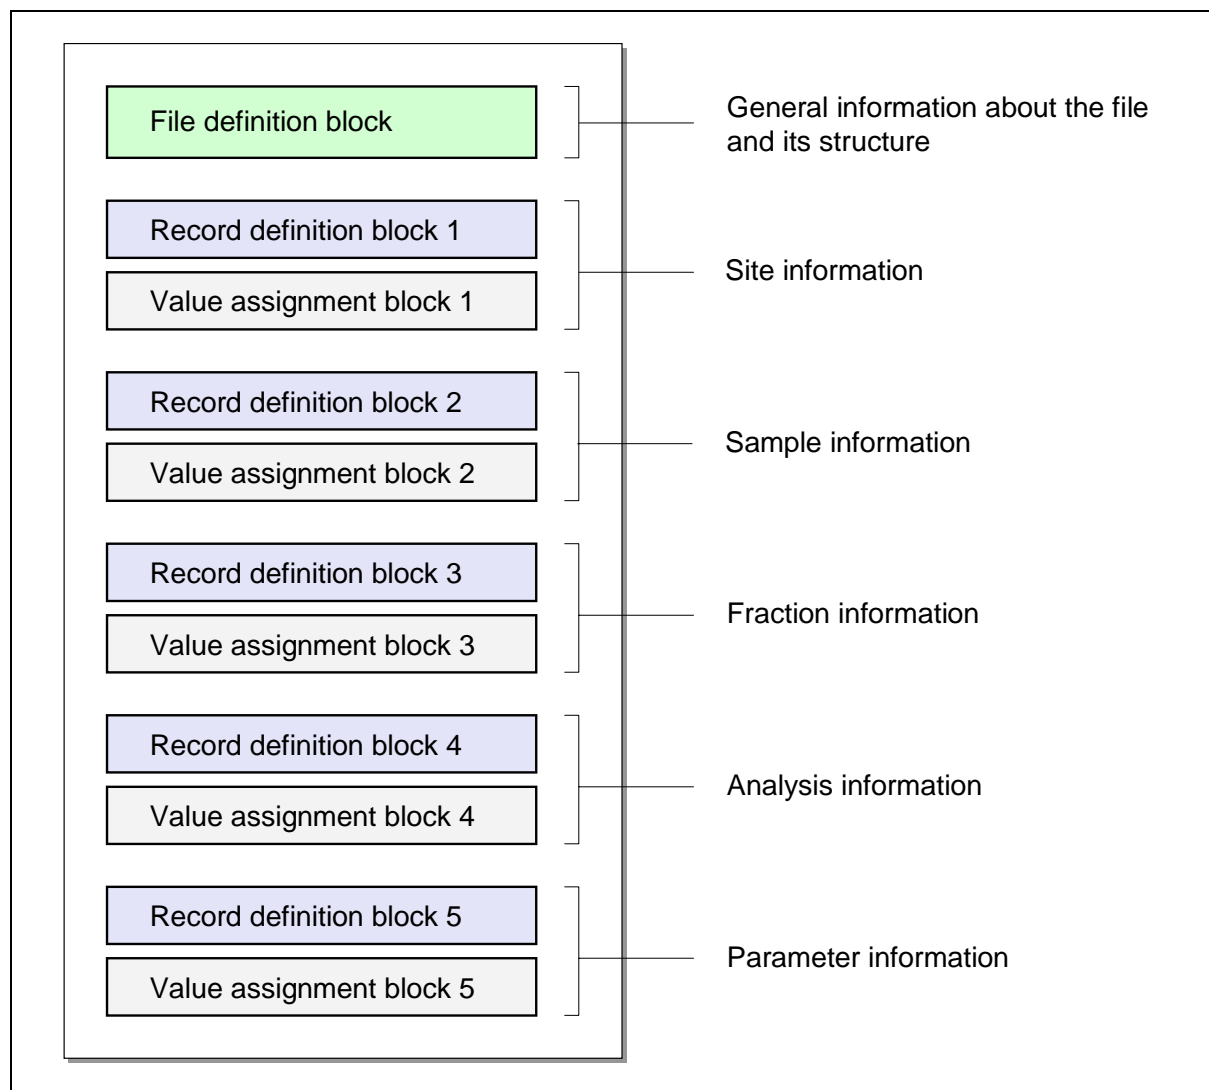 File definition block
General information about the file
and its structure
Record definition block 1
Value assignment block 1
Site information
Record definition block 2
Value assignment block 2
Sample information
Record definition block 3
Value assignment block 3
Fraction information
Record definition block 4
Value assignment block 4
Analysis information
Record definition block 5
Value assignment block 5
Parameter information